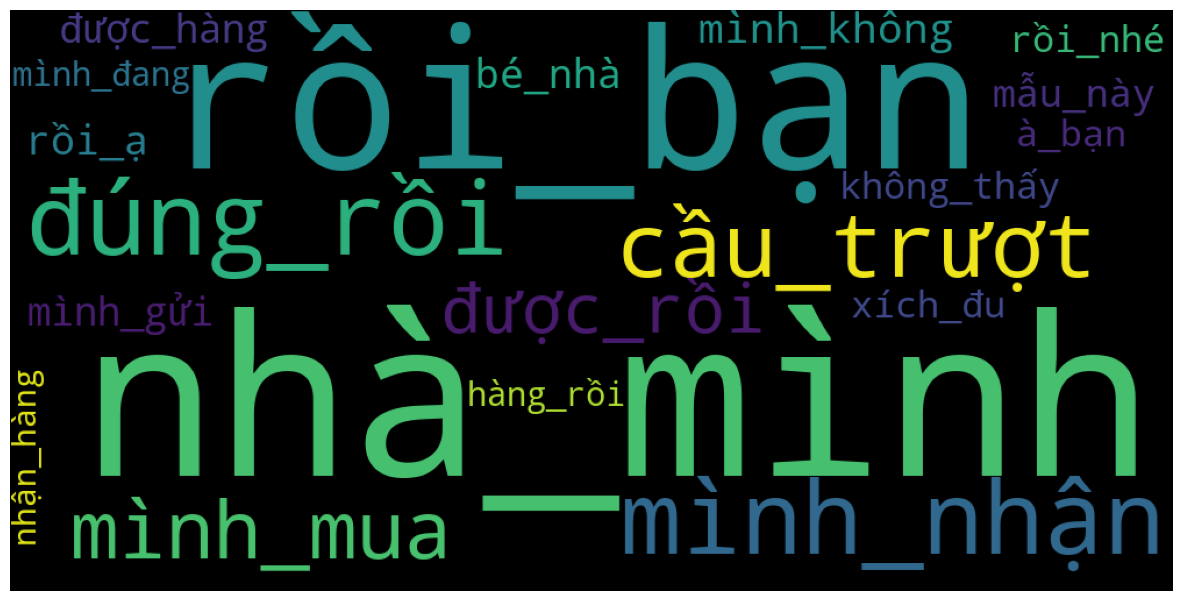 được_hàng
mình_không
rồi_nhé
mình_đang
rồi_bạn
bé_nhà
mẫu_này
rồi_ạ
à_bạn
đúng_rồi
không_thấy
cầu_trượt
mình_gửi
được_rồi
xích_đu
nhà_mình
hàng_rồi
nhận_hàng
mình_mua
mình_nhận